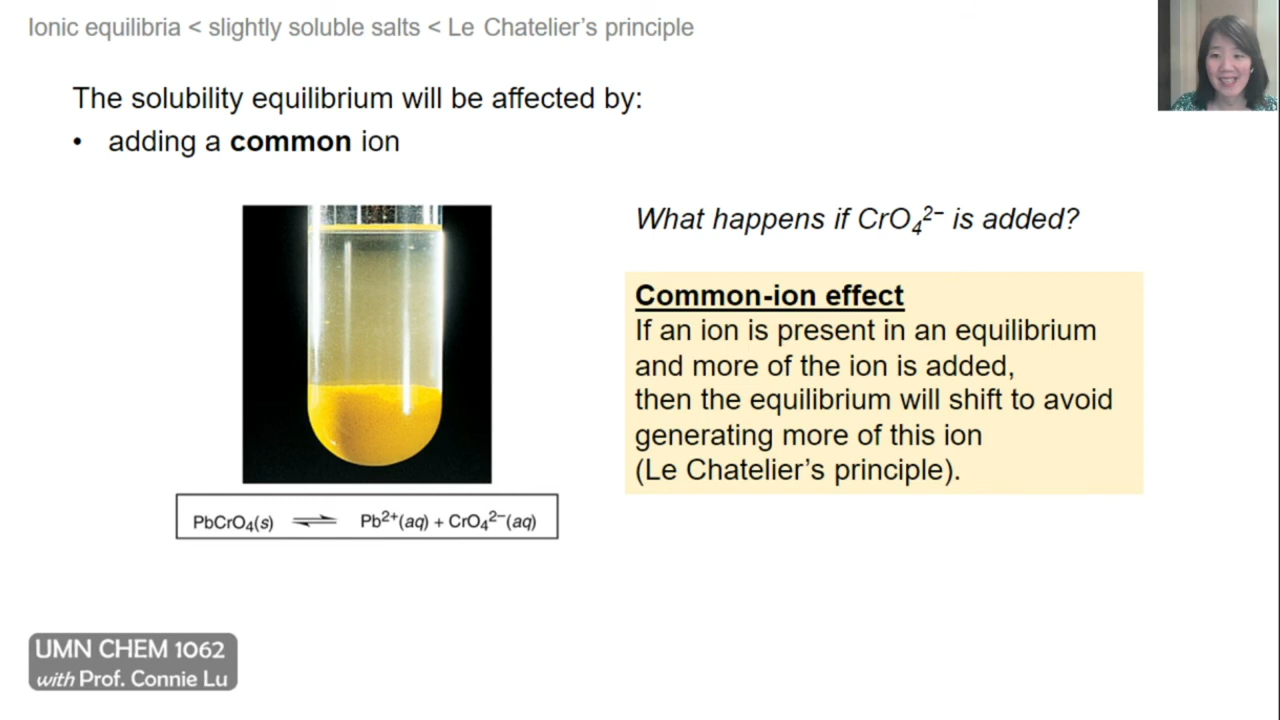 Ionic equilibria < slightly soluble salts < Le Chatelier's principle
The solubility equilibrium will be affected by:
• adding a common ion
What happens if CrO₄²⁻ is added?
Common-ion effect
If an ion is present in an equilibrium
and more of the ion is added,
then the equilibrium will shift to avoid
generating more of this ion
(Le Chatelier's principle).
PbCrO₄(s) ⇌ Pb²⁺(aq) + CrO₄²⁻(aq)
UMN CHEM 1062
with Prof. Connie Lu